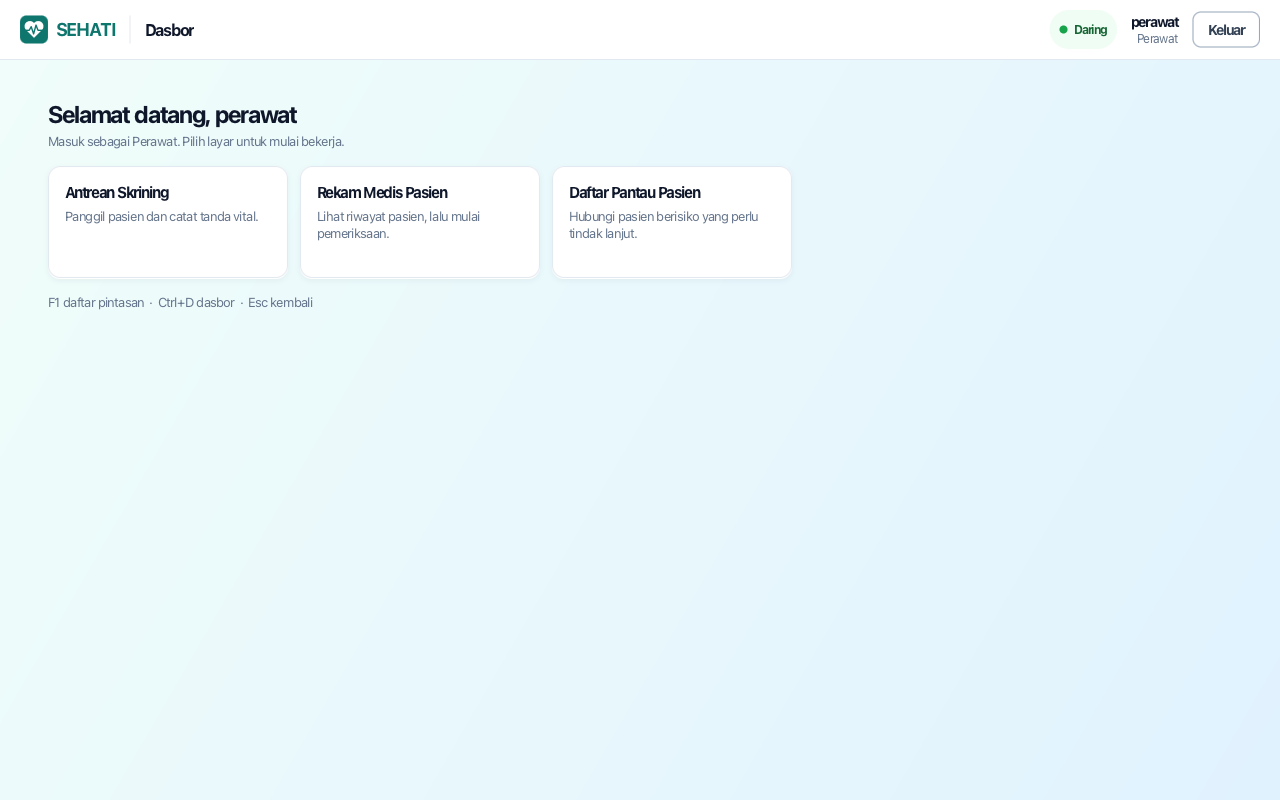 SEHATI
Dasbor
Daring
perawat
Perawat
Keluar
Selamat datang, perawat
Masuk sebagai Perawat. Pilih layar untuk mulai bekerja.
Antrean Skrining
Panggil pasien dan catat tanda vital.
Rekam Medis Pasien
Lihat riwayat pasien, lalu mulai
pemeriksaan.
Daftar Pantau Pasien
Hubungi pasien berisiko yang perlu
tindak lanjut.
F1 daftar pintasan · Ctrl+D dasbor · Esc kembali